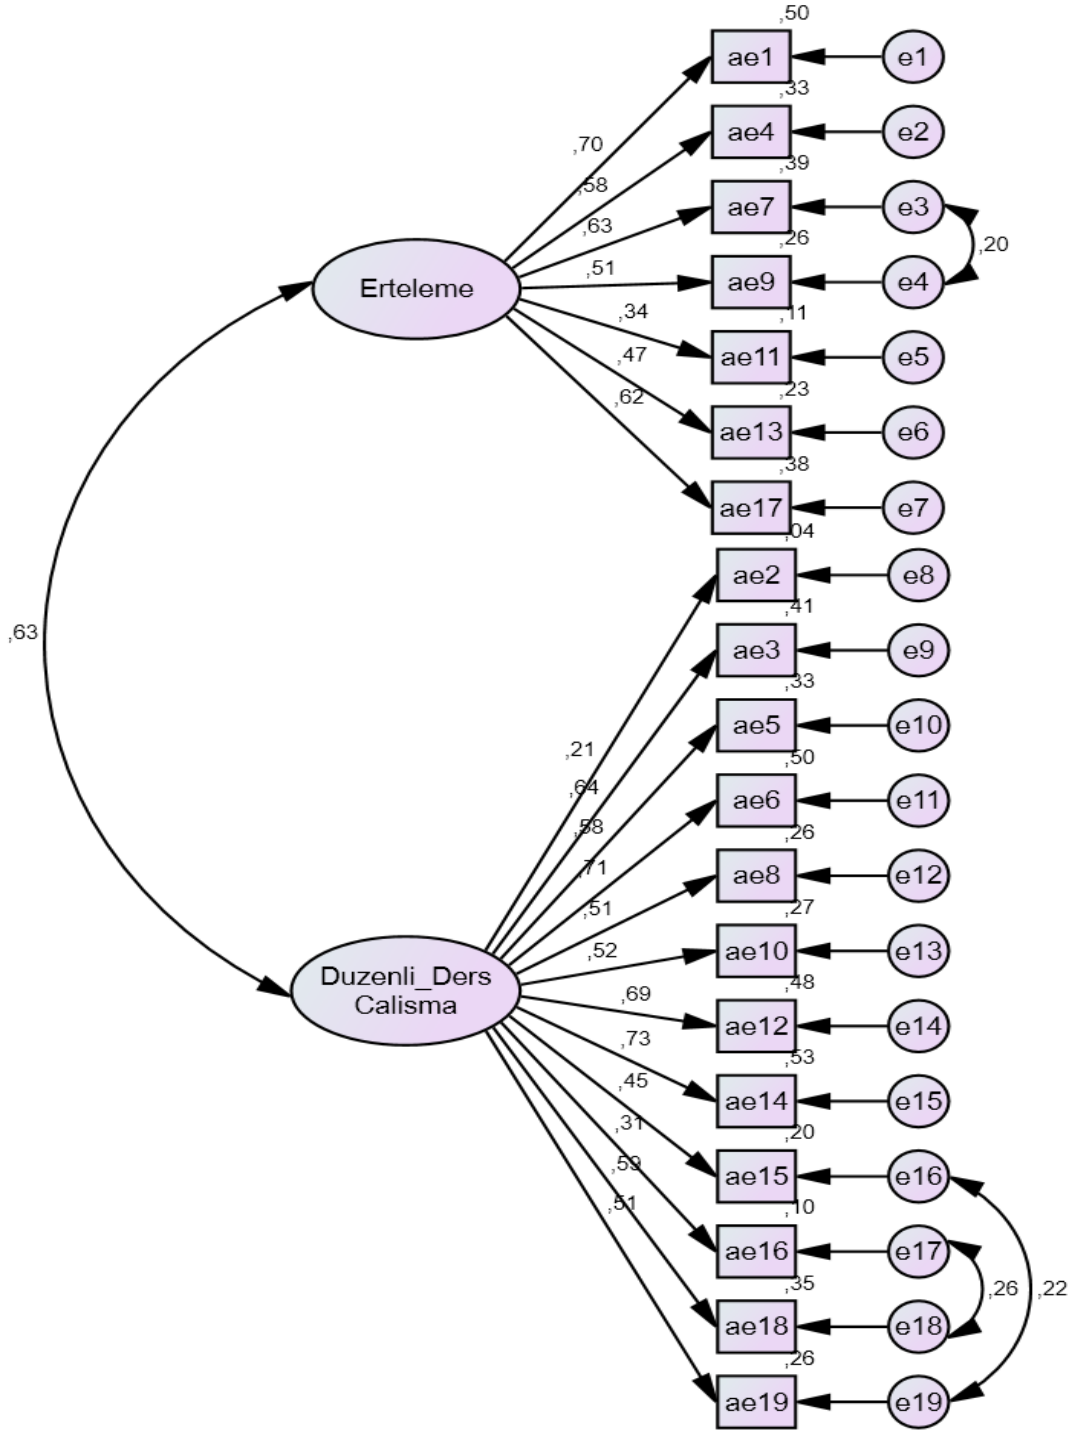 ,50
ae1
e1
,33
,70
ae4
e2
,39
,58
ae7
e3
,63
,26
,20
,51
ae9
e4
Erteleme
,11
,34
ae11
e5
,47
,23
,62
ae13
e6
,38
ae17
e7
,04
ae2
e8
,41
,63
ae3
e9
,33
ae5
e10
,21
,50
,64
ae6
e11
,58
,26
,71
ae8
e12
,51
,27
,52
ae10
e13
Duzenli_Ders
Calisma
,48
,69
ae12
e14
,73
,53
,45
ae14
e15
,31
,20
,59
ae15
e16
,51
,10
ae16
e17
,35
,26
,22
ae18
e18
,26
ae19
e19